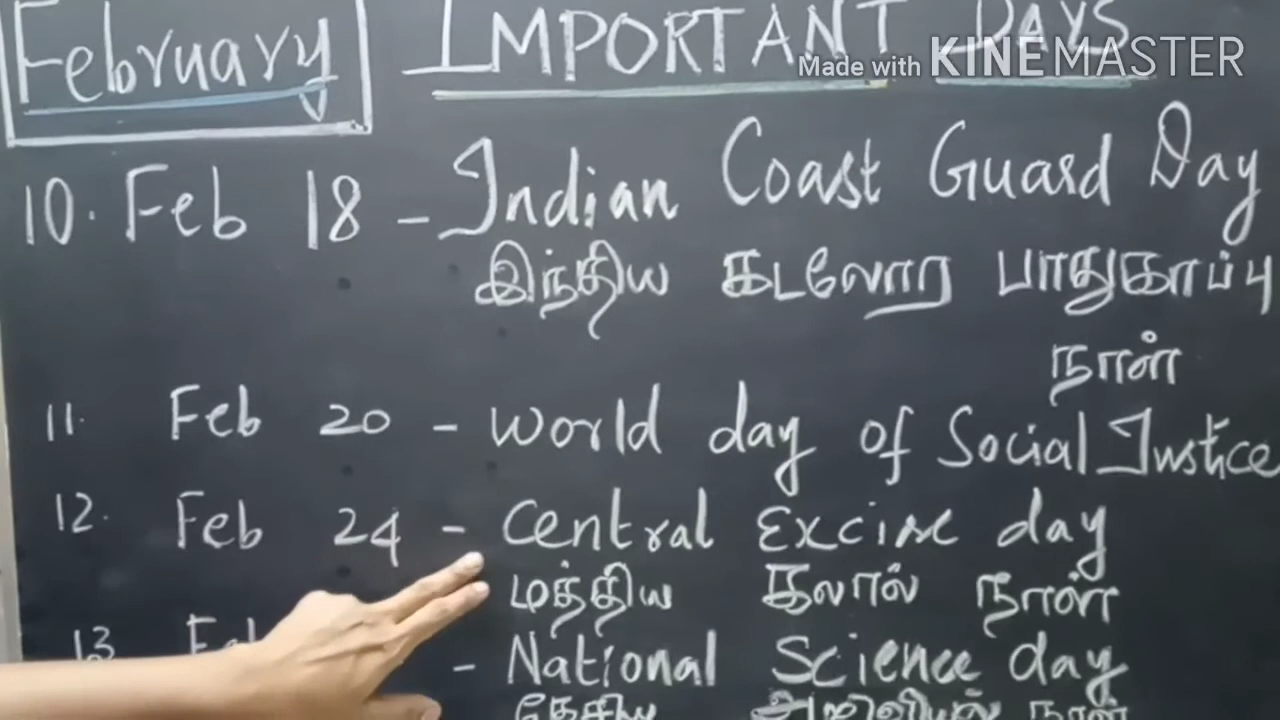 February IMPORTANT DAYS
Made with KINEMASTER
10. Feb 18 - Indian Coast Guard Day
இந்திய கடலோர பாதுகாப்பு
நாள்
11. Feb 20 - World day of Social Justice
12. Feb 24 - Central Excise day
மத்திய கலால் நாள்
13. Feb - National Science day
தேசிய அறிவியல் நாள்